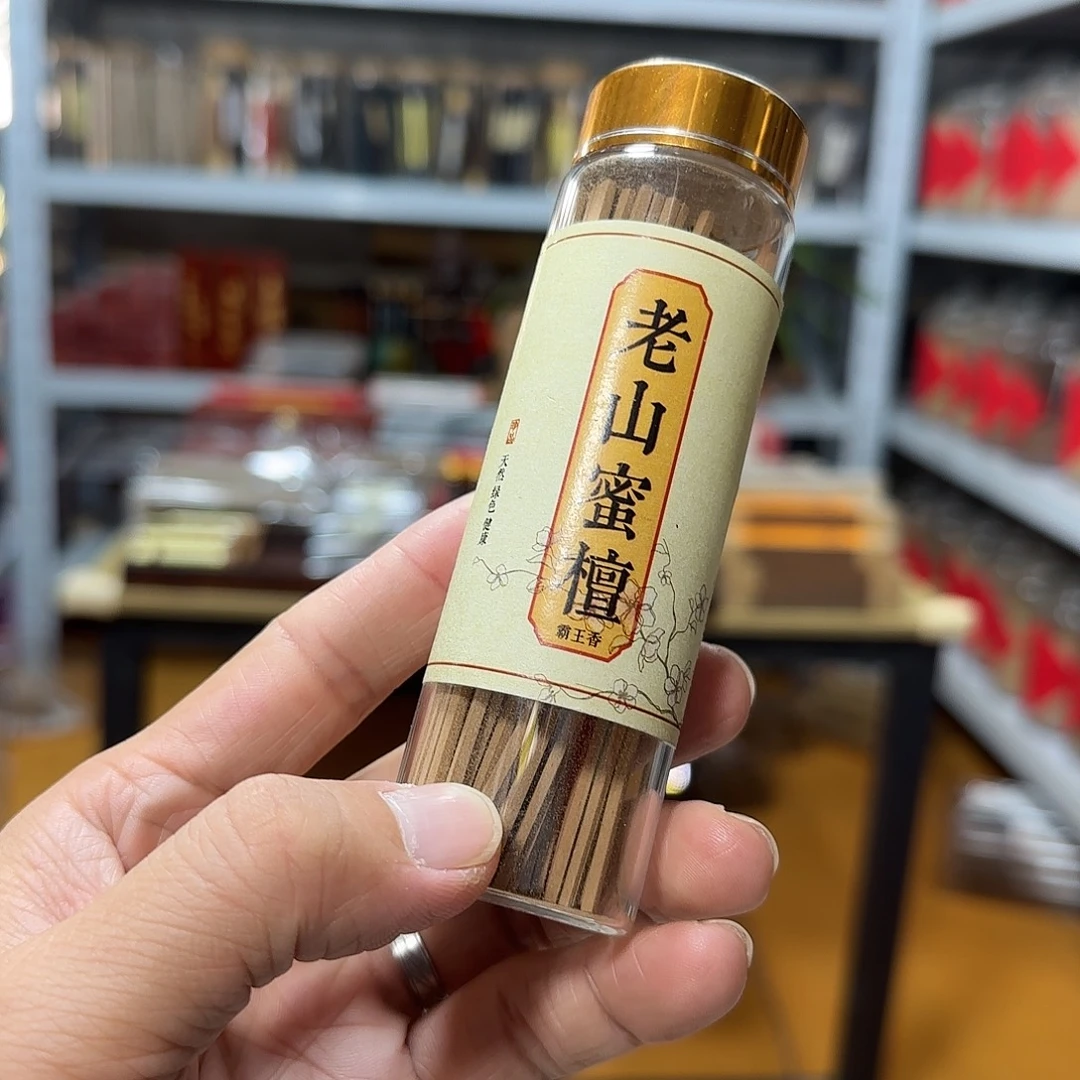 老山蜜檀
霸王香
天然 绿色 健康